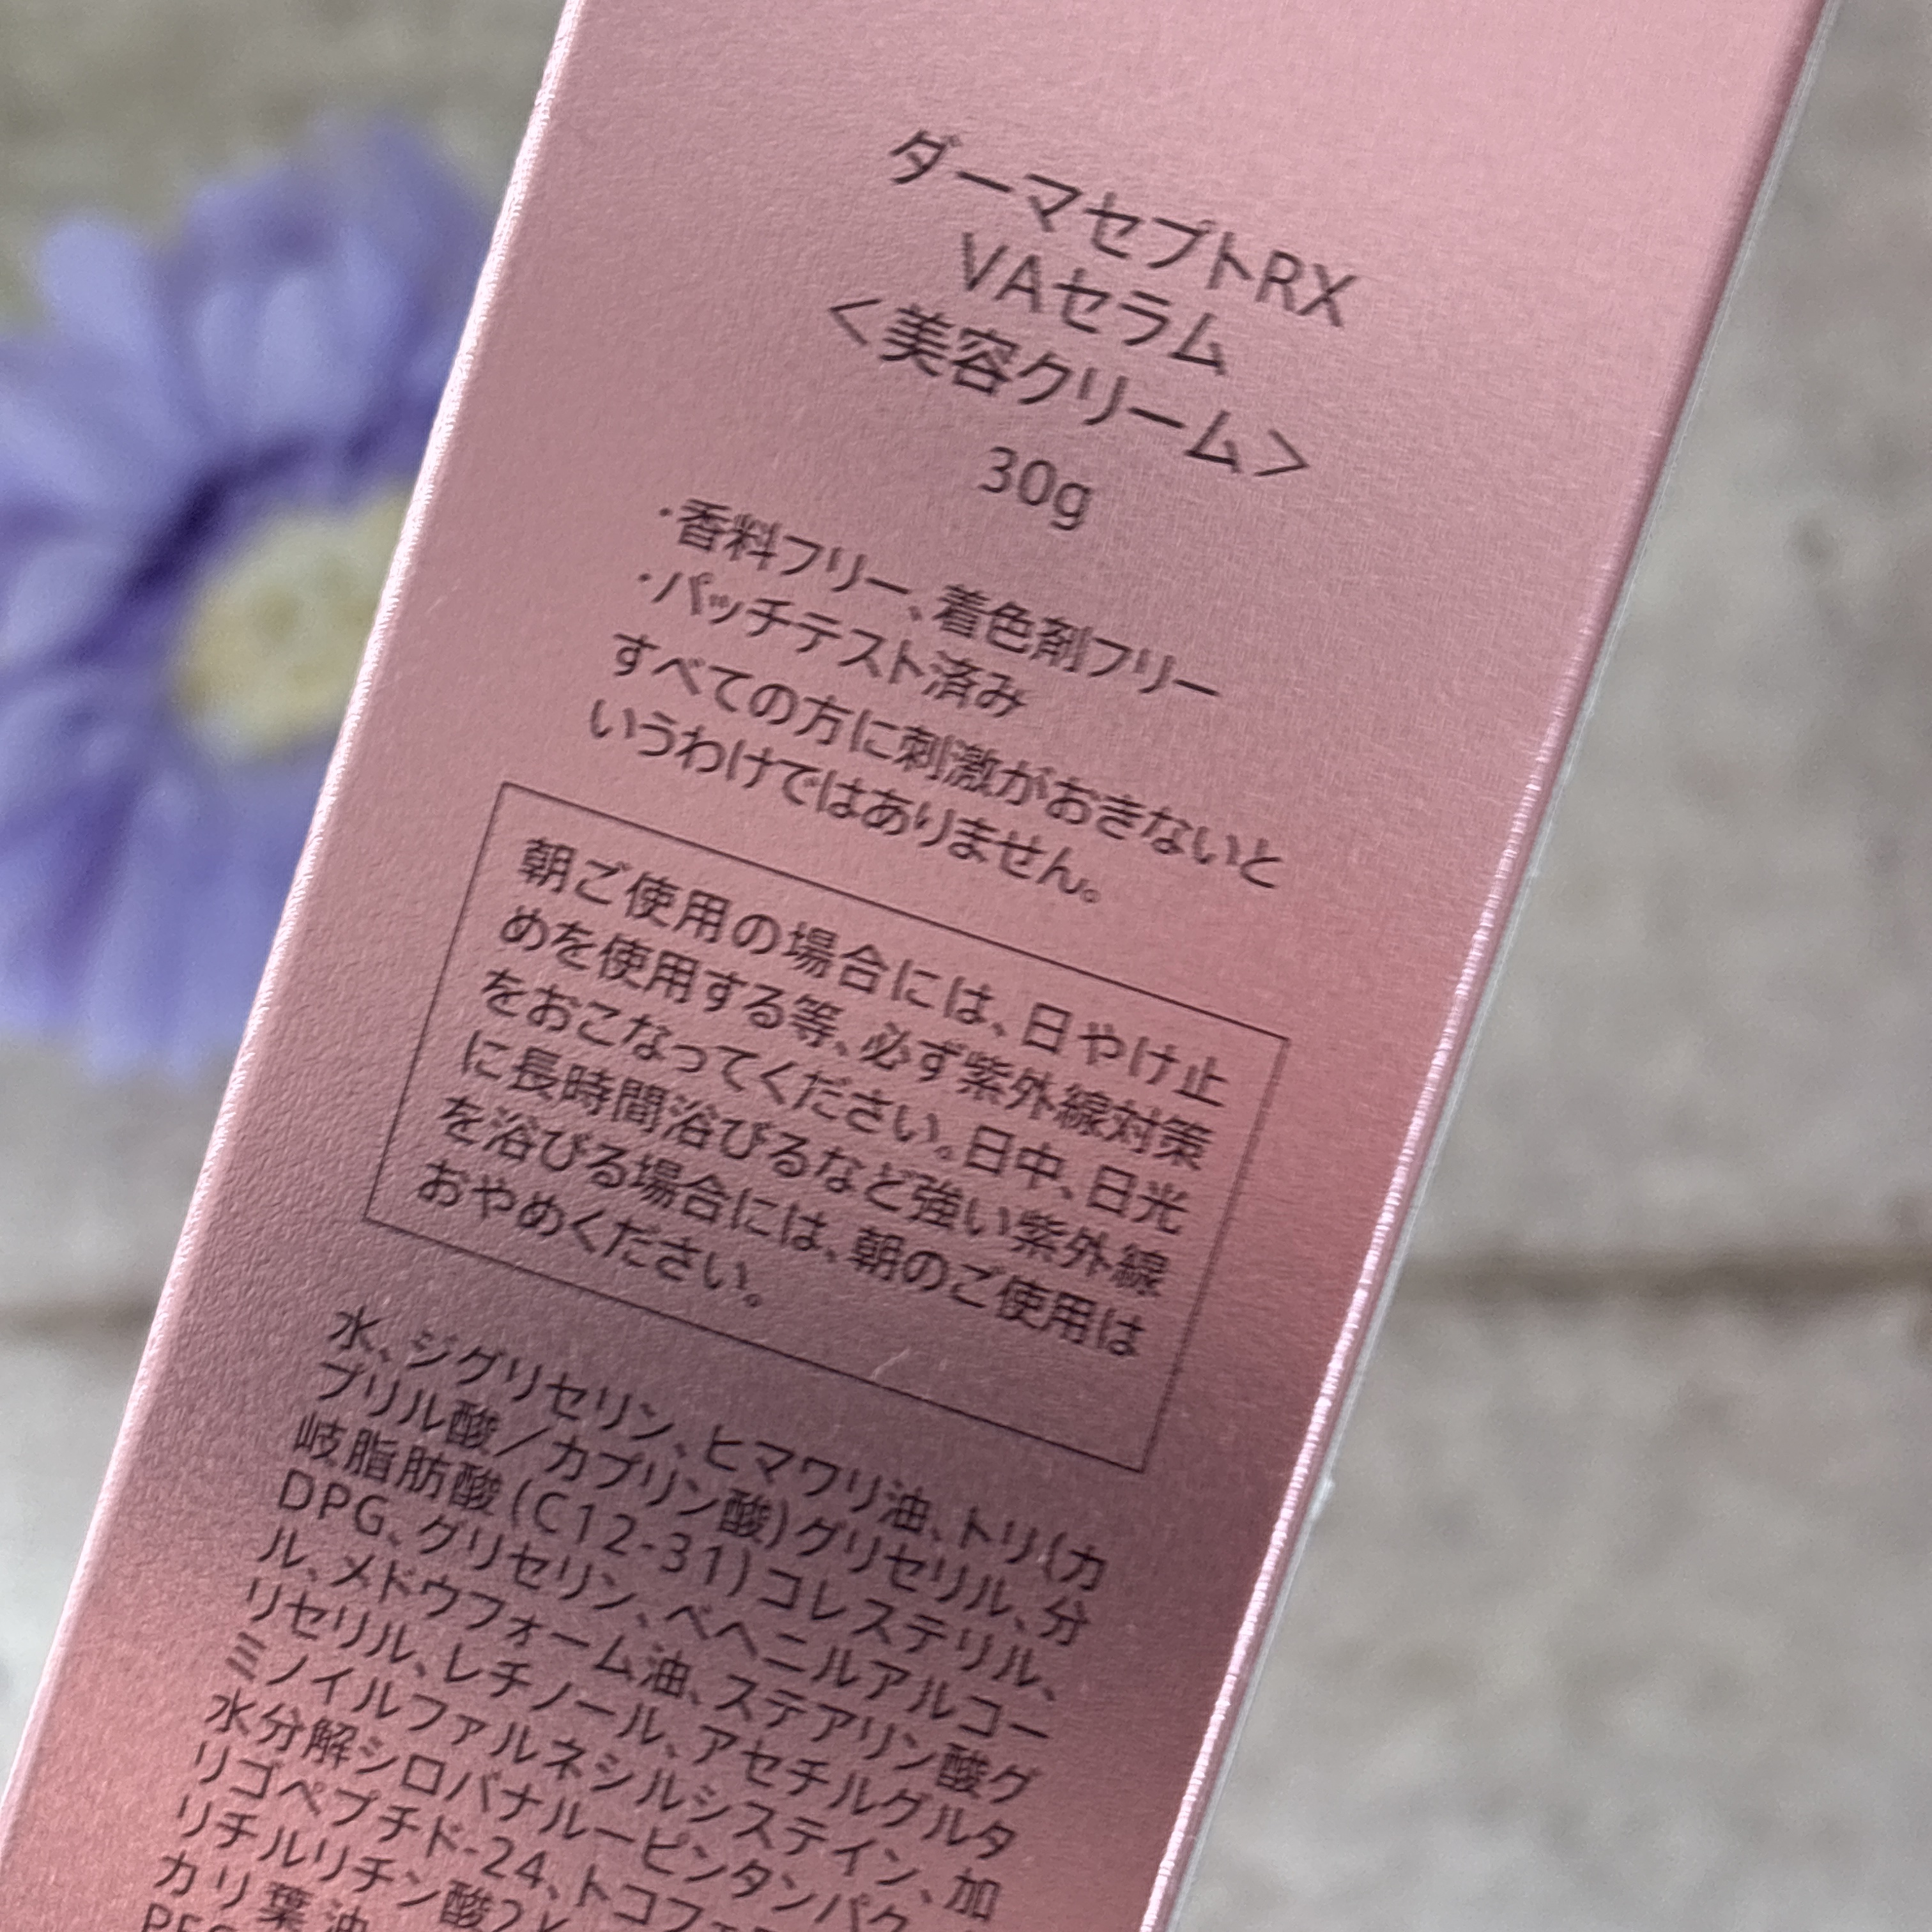 ダーマセプトRX
VAセラム
＜美容クリーム＞
30g
・香料フリー、着色剤フリー
・パッチテスト済み
すべての方に刺激がおきないと
いうわけではありません。
朝ご使用の場合には、日やけ止
めを使用する等、必ず紫外線対策
をおこなってください。日中、日光
に長時間浴びるなど強い紫外線
を浴びる場合には、朝のご使用は
おやめください。
水、ジグリセリン、ヒマワリ油、トリ(カ
プリル酸／カプリン酸)グリセリル、分
岐脂肪酸(C12-31)コレステリル、
DPG、グリセリン、ベヘニルアルコー
ル、メドウフォーム油、ステアリン酸グ
リセリル、レチノール、アセチルグルタ
ミノイルファルネシルシステイン、加
水分解シロバナルーピンタンパク、
リゴペプチド-24、トコフェ
リチルリチン酸2K
カリ葉油